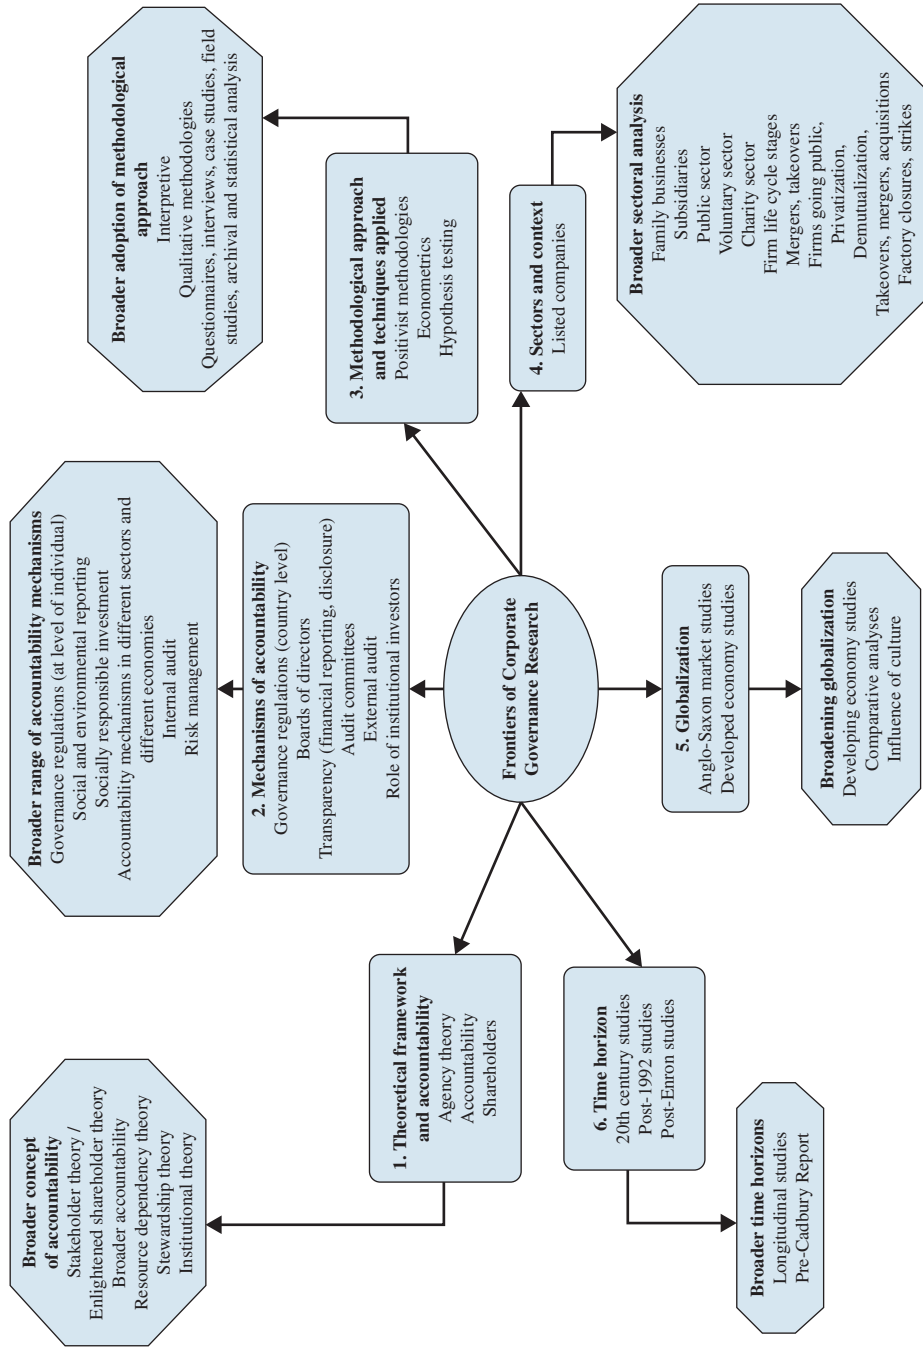 Broader concept
of accountability
Stakeholder theory /
Enlightened shareholder theory
Broader accountability
Resource dependency theory
Stewardship theory
Institutional theory
Broader range of accountability mechanisms
Governance regulations (at level of individual)
Social and environmental reporting
Socially responsible investment
Accountability mechanisms in different sectors and
different economies
Internal audit
Risk management
Broader adoption of methodological
approach
Interpretive
Qualitative methodologies
Questionnaires, interviews, case studies, field
studies, archival and statistical analysis
1. Theoretical framework
and accountability
Agency theory
Accountability
Shareholders
2. Mechanisms of accountability
Governance regulations (country level)
Boards of directors
Transparency (financial reporting, disclosure)
Audit committees
External audit
Role of institutional investors
3. Methodological approach
and techniques applied
Positivist methodologies
Econometrics
Hypothesis testing
Frontiers of Corporate
Governance Research
4. Sectors and context
Listed companies
6. Time horizon
20th century studies
Post-1992 studies
Post-Enron studies
5. Globalization
Anglo-Saxon market studies
Developed economy studies
Broader sectoral analysis
Family businesses
Subsidiaries
Public sector
Voluntary sector
Charity sector
Firm life cycle stages
Mergers, takeovers
Firms going public,
Privatization,
Demutualization,
Takeovers, mergers, acquisitions
Factory closures, strikes
Broader time horizons
Longitudinal studies
Pre-Cadbury Report
Broadening globalization
Developing economy studies
Comparative analyses
Influence of culture